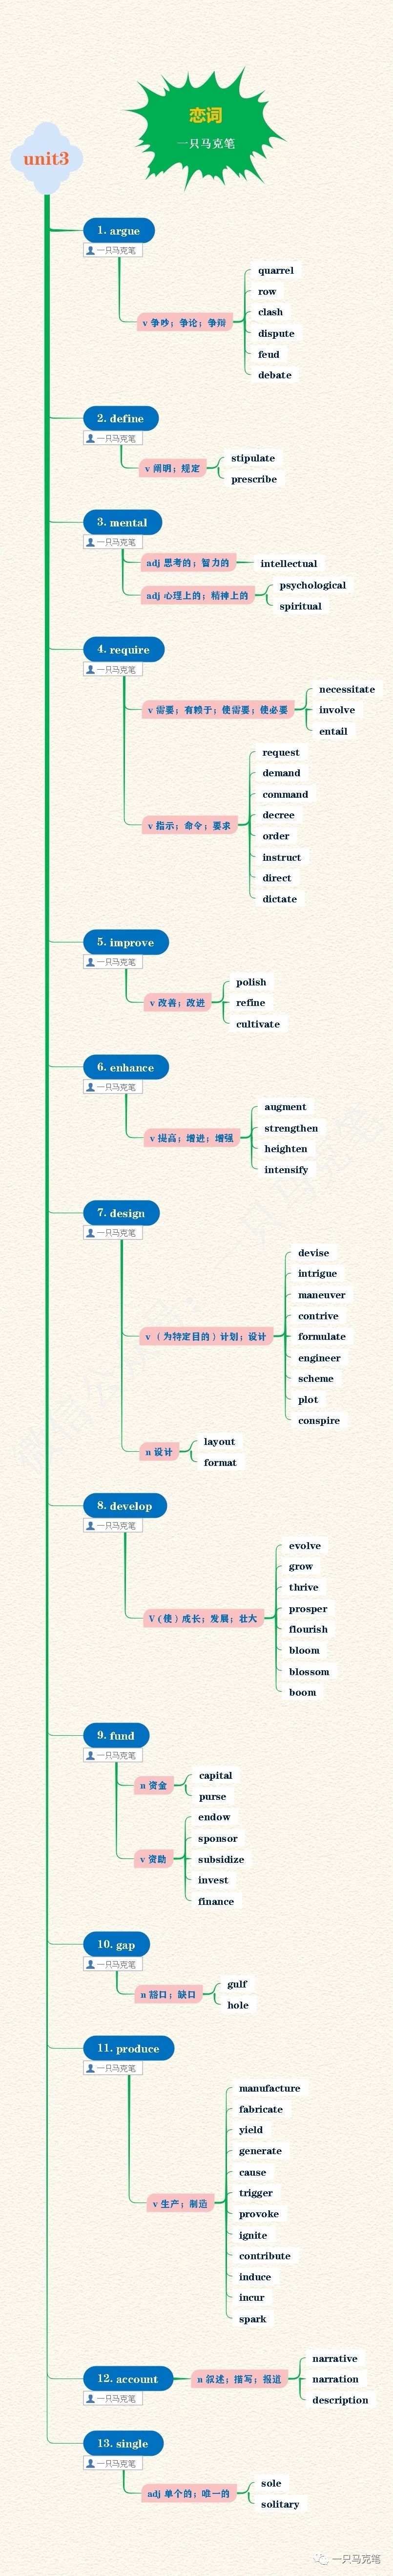 恋词
一只马克笔
unit3
1. argue
一只马克笔
v 争吵；争论；争辩
quarrel
row
clash
dispute
feud
debate
2. define
一只马克笔
v 阐明；规定
stipulate
prescribe
3. mental
一只马克笔
adj 思考的；智力的
intellectual
adj 心理上的；精神上的
psychological
spiritual
4. require
一只马克笔
v 需要；有赖于；使需要；使必要
necessitate
involve
entail
v 指示；命令；要求
request
demand
command
decree
order
instruct
direct
dictate
5. improve
一只马克笔
v 改善；改进
polish
refine
cultivate
6. enhance
一只马克笔
v 提高；增进；增强
augment
strengthen
heighten
intensify
7. design
一只马克笔
v （为特定目的）计划；设计
devise
intrigue
maneuver
contrive
formulate
engineer
scheme
plot
conspire
n 设计
layout
format
8. develop
一只马克笔
V (使）成长；发展；壮大
evolve
grow
thrive
prosper
flourish
bloom
blossom
boom
9. fund
一只马克笔
n 资金
capital
purse
v 资助
endow
sponsor
subsidize
invest
finance
10. gap
一只马克笔
n 豁口；缺口
gulf
hole
11. produce
一只马克笔
v 生产；制造
manufacture
fabricate
yield
generate
cause
trigger
provoke
ignite
contribute
induce
incur
spark
12. account
一只马克笔
n 叙述；描写；报道
narrative
narration
description
13. single
一只马克笔
adj 单个的；唯一的
sole
solitary
一只马克笔